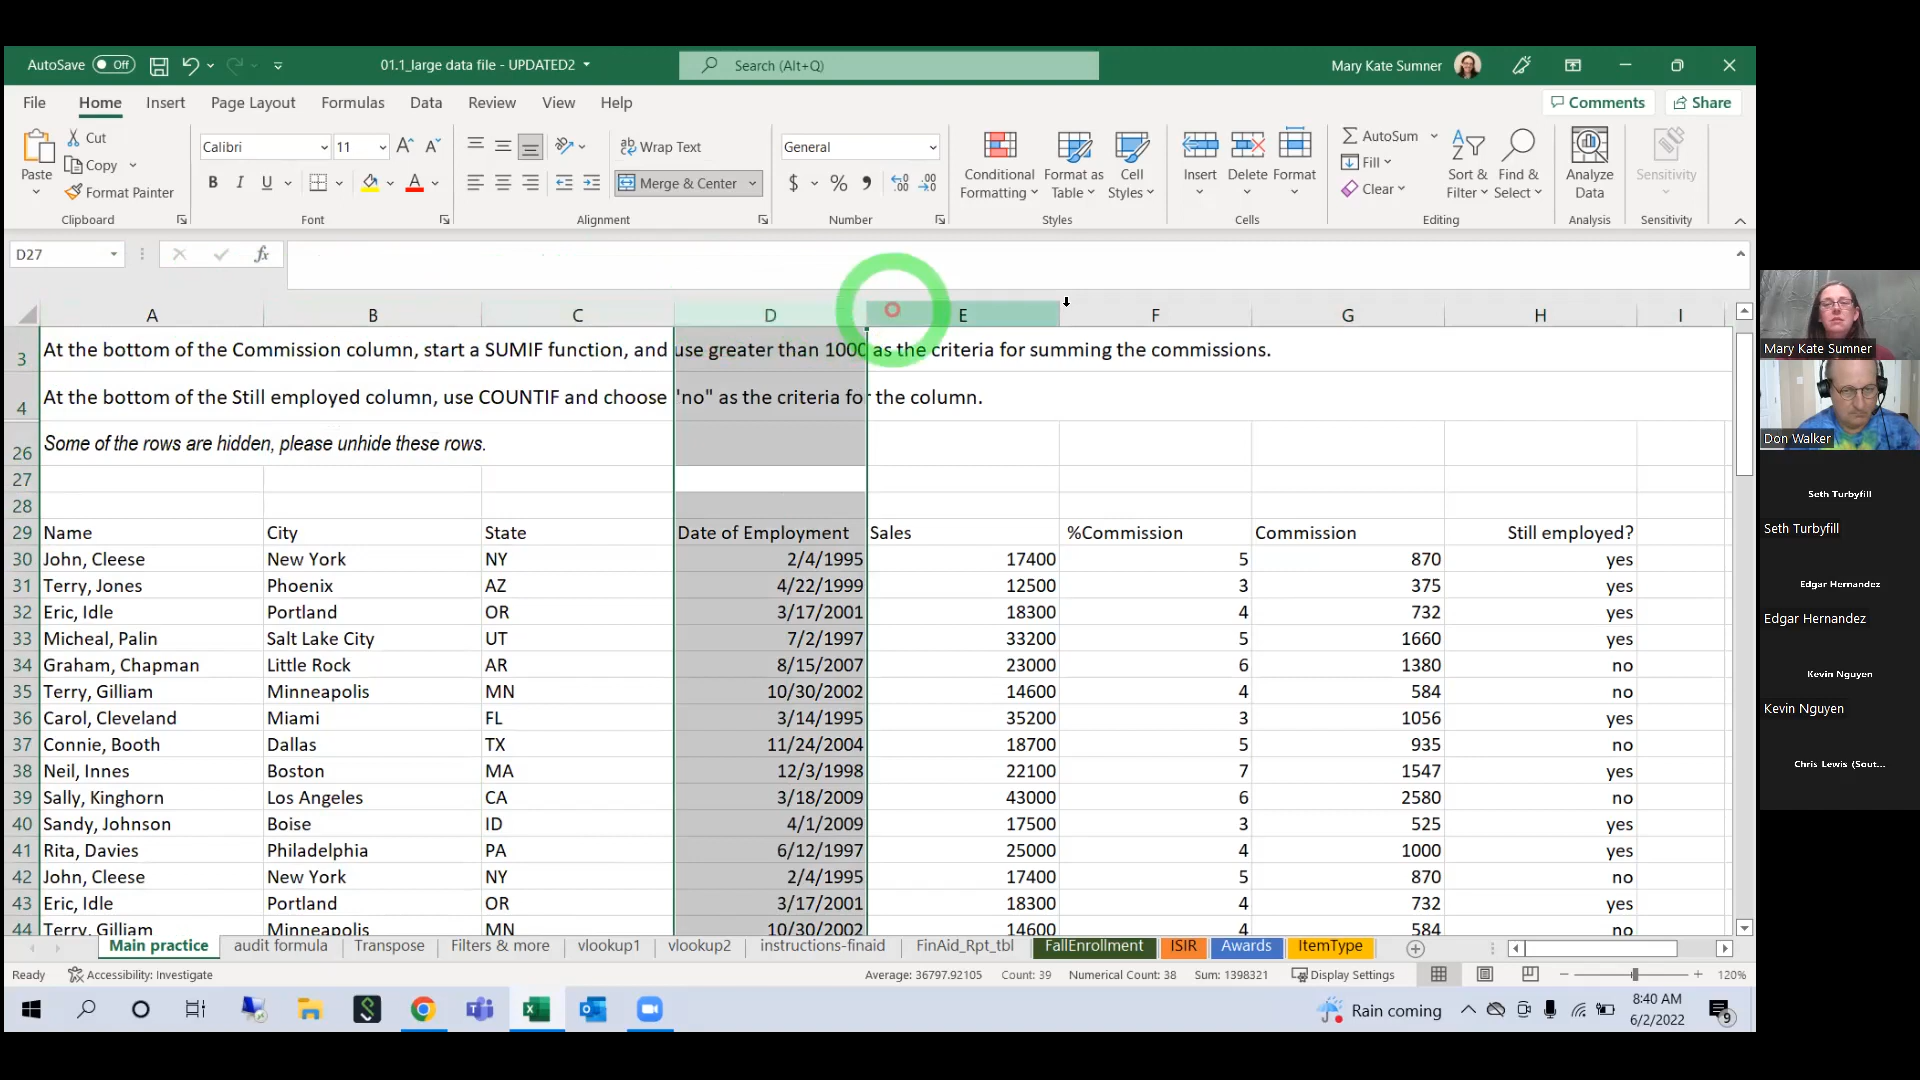 AutoSave Off 01.1_large data file - UPDATED2 Search (Alt+Q) Mary Kate Sumner
File Home Insert Page Layout Formulas Data Review View Help Comments Share
Paste Cut Copy Format Painter Clipboard
Calibri 11 B I U Font
Wrap Text Merge & Center Alignment
General $ % , Number
Conditional Formatting Format as Table Cell Styles Styles
Insert Delete Format Cells
AutoSum Fill Clear Sort & Filter Find & Select Editing
Analyze Data Analysis
Sensitivity Sensitivity
D27 fx
A B C D E F G H I
3 At the bottom of the Commission column, start a SUMIF function, and use greater than 1000 as the criteria for summing the commissions.
4 At the bottom of the Still employed column, use COUNTIF and choose "no" as the criteria for the column.
26 Some of the rows are hidden, please unhide these rows.
27
28
29 Name City State Date of Employment Sales %Commission Commission Still employed?
30 John, Cleese New York NY 2/4/1995 17400 5 870 yes
31 Terry, Jones Phoenix AZ 4/22/1999 12500 3 375 yes
32 Eric, Idle Portland OR 3/17/2001 18300 4 732 yes
33 Micheal, Palin Salt Lake City UT 7/2/1997 33200 5 1660 yes
34 Graham, Chapman Little Rock AR 8/15/2007 23000 6 1380 no
35 Terry, Gilliam Minneapolis MN 10/30/2002 14600 4 584 no
36 Carol, Cleveland Miami FL 3/14/1995 35200 3 1056 yes
37 Connie, Booth Dallas TX 11/24/2004 18700 5 935 no
38 Neil, Innes Boston MA 12/3/1998 22100 7 1547 yes
39 Sally, Kinghorn Los Angeles CA 3/18/2009 43000 6 2580 no
40 Sandy, Johnson Boise ID 4/1/2009 17500 3 525 yes
41 Rita, Davies Philadelphia PA 6/12/1997 25000 4 1000 yes
42 John, Cleese New York NY 2/4/1995 17400 5 870 no
43 Eric, Idle Portland OR 3/17/2001 18300 4 732 yes
44 Terry, Gilliam Minneapolis MN 10/30/2002 14600 4 584 no
Main practice audit formula Transpose Filters & more vlookup1 vlookup2 instructions-finaid FinAid_Rpt_tbl FallEnrollment ISIR Awards ItemType
Ready Accessibility: Investigate Average: 36797.92105 Count: 39 Numerical Count: 38 Sum: 1398321 Display Settings 120%
Rain coming 8:40 AM
6/2/2022 9
Mary Kate Sumner
Don Walker
Seth Turbyfill
Seth Turbyfill
Edgar Hernandez
Edgar Hernandez
Kevin Nguyen
Kevin Nguyen
Chris Lewis (Sout...